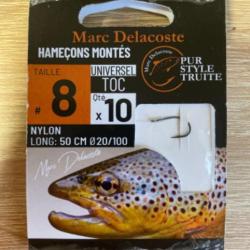 Marc Delacoste
HAMEÇONS MONTÉS
TAILLE
# 8
UNIVERSEL
TOC
Qté
x 10
PUR
STYLE
TRUITE
NYLON
LONG: 50 CM Ø 20/100
Marc Delacoste